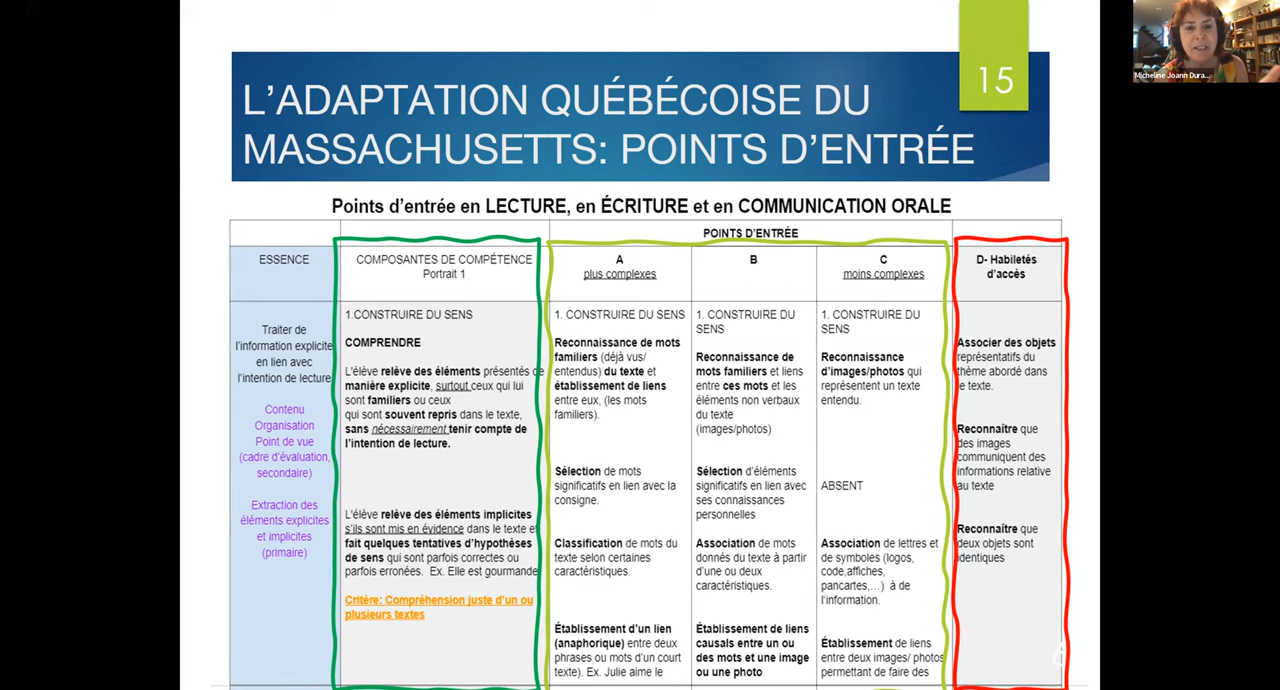 15
L'ADAPTATION QUÉBÉCOISE DU
MASSACHUSETTS: POINTS D'ENTRÉE
Micheline Joann Dura...
Points d'entrée en LECTURE, en ÉCRITURE et en COMMUNICATION ORALE
POINTS D'ENTRÉE
ESSENCE
COMPOSANTES DE COMPÉTENCE
Portrait 1
A
plus complexes
B
C
moins complexes
D- Habiletés
d'accès
Traiter de
l'information explicite
en lien avec
l'intention de lecture
Contenu
Organisation
Point de vue
(cadre d'évaluation,
secondaire)
Extraction des
éléments explicites
et implicites
(primaire)
1.CONSTRUIRE DU SENS
COMPRENDRE
L'élève relève des éléments présentés de
manière explicite, surtout ceux qui lui
sont familiers ou ceux
qui sont souvent repris dans le texte,
sans nécessairement tenir compte de
l'intention de lecture.
L'élève relève des éléments implicites
s'ils sont mis en évidence dans le texte et
fait quelques tentatives d'hypothèses
de sens qui sont parfois correctes ou
parfois erronées. Ex. Elle est gourmande
Critère: Compréhension juste d'un ou
plusieurs textes
1. CONSTRUIRE DU SENS
Reconnaissance de mots
familiers (déjà vus/
entendus) du texte et
établissement de liens
entre eux, (les mots
familiers).
Sélection de mots
significatifs en lien avec la
consigne.
Classification de mots du
texte selon certaines
caractéristiques.
Établissement d'un lien
(anaphorique) entre deux
phrases ou mots d'un court
texte). Ex. Julie aime le
1. CONSTRUIRE DU
SENS
Reconnaissance de
mots familiers et liens
entre ces mots et les
éléments non verbaux
du texte
(images/photos)
Sélection d'éléments
significatifs en lien avec
ses connaissances
personnelles
Association de mots
donnés du texte à partir
d'une ou deux
caractéristiques.
Établissement de liens
causals entre un ou
des mots et une image
ou une photo
1. CONSTRUIRE DU
SENS
Reconnaissance
d'images/photos qui
représentent un texte
entendu.
ABSENT
Association de lettres et
de symboles (logos,
code,affiches,
pancartes,...) à de
l'information.
Établissement de liens
entre deux images/ photos
permettant de faire des
Associer des objets
représentatifs du
thème abordé dans
le texte.
Reconnaître que
des images
communiquent des
informations relative
au texte
Reconnaître que
deux objets sont
identiques